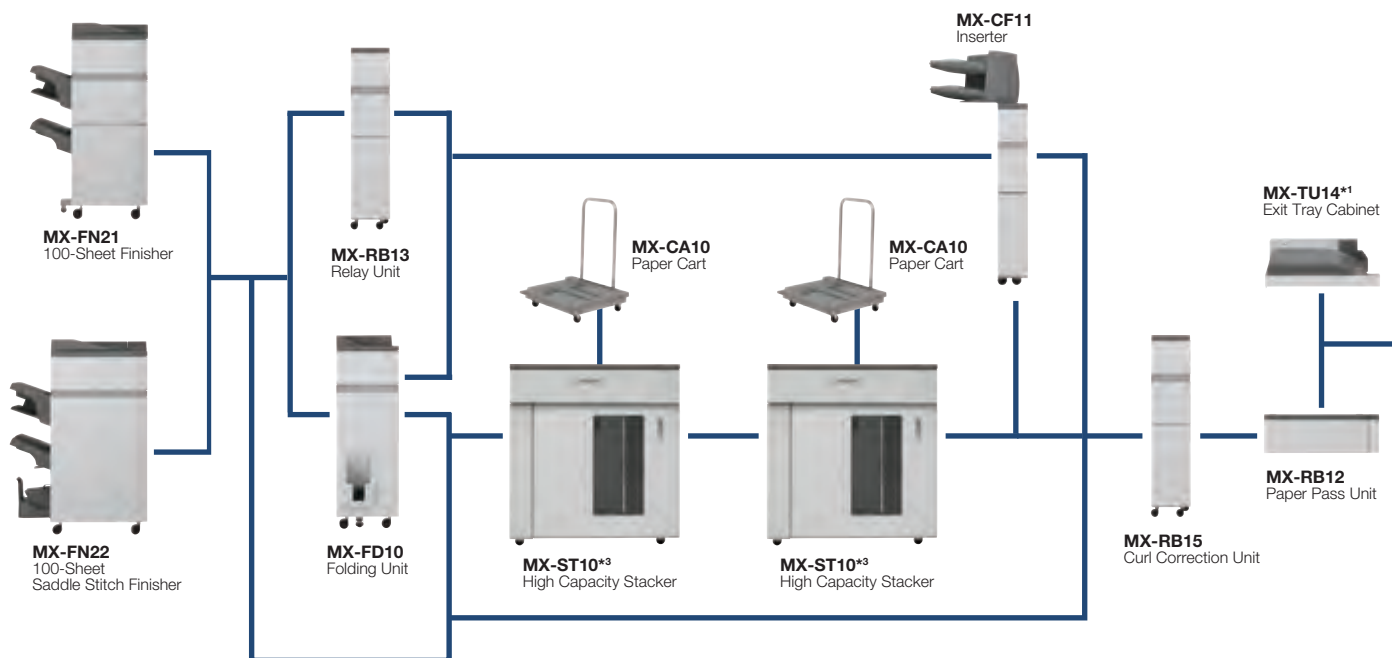 MX-CF11
Inserter
MX-TU14*1
Exit Tray Cabinet
MX-FN21
100-Sheet Finisher
MX-RB13
Relay Unit
MX-CA10
Paper Cart
MX-CA10
Paper Cart
MX-RB12
Paper Pass Unit
MX-RB15
Curl Correction Unit
MX-FN22
100-Sheet
Saddle Stitch Finisher
MX-FD10
Folding Unit
MX-ST10*3
High Capacity Stacker
MX-ST10*3
High Capacity Stacker